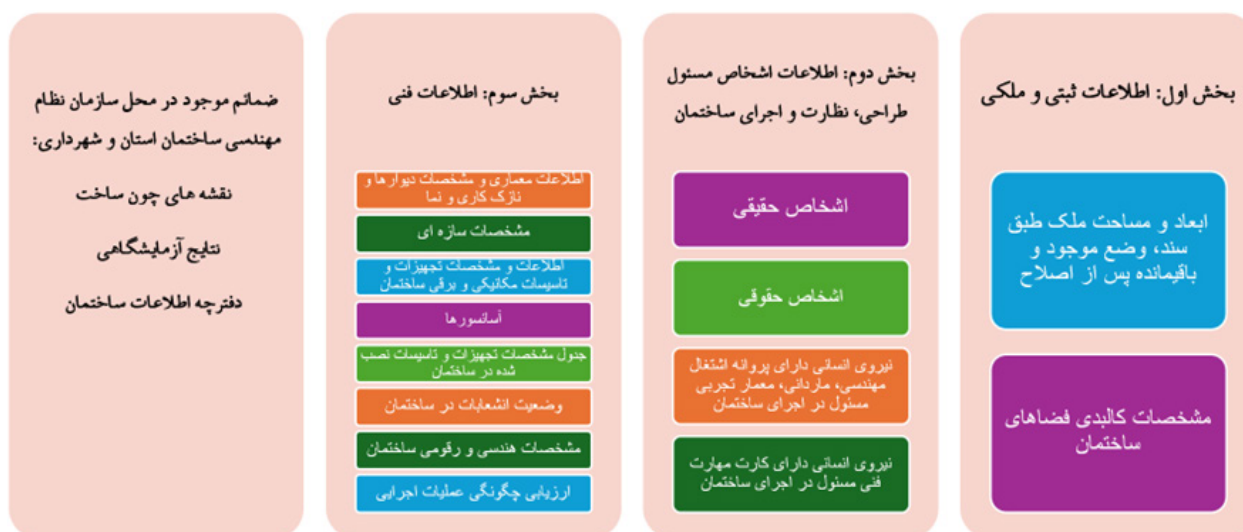 بخش اول: اطلاعات ثبتی و ملکی
ابعاد و مساحت ملک طبق
سند، وضع موجود و
باقیمانده پس از اصلاح
مشخصات کالبدی فضاهای
ساختمان
بخش دوم: اطلاعات اشخاص مسئول
طراحی، نظارت و اجرای ساختمان
اشخاص حقیقی
اشخاص حقوقی
نیروی انسانی دارای پروانه اشتغال
مهندسی، کاردانی، معمار تجربی
مسئول در اجرای ساختمان
نیروی انسانی دارای کارت مهارت
فنی مسئول در اجرای ساختمان
بخش سوم: اطلاعات فنی
اطلاعات معماری و مشخصات دیوارها و
نازک کاری و نما
مشخصات سازه ای
اطلاعات و مشخصات تجهیزات و
تاسیسات مکانیکی و برقی ساختمان
آسانسورها
جدول مشخصات تجهیزات و تاسیسات نصب
شده در ساختمان
وضعیت انشعابات در ساختمان
مشخصات هندسی و رقومی ساختمان
ارزیابی چگونگی عملیات اجرایی
ضمائم موجود در محل سازمان نظام
مهندسی ساختمان استان و شهرداری:
نقشه های چون ساخت
نتایج آزمایشگاهی
دفترچه اطلاعات ساختمان